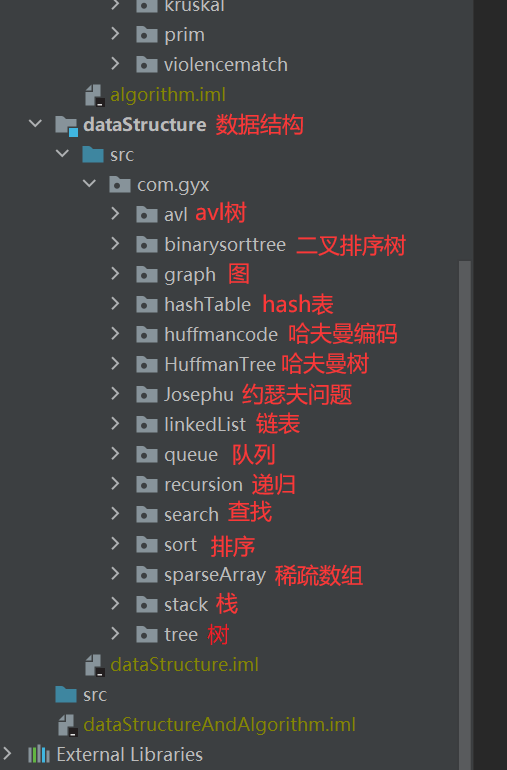 kruskal
prim
violencematch
algorithm.iml
dataStructure 数据结构
src
com.gyx
avl avl树
binarysorttree 二叉排序树
graph 图
hashTable hash表
huffmancode 哈夫曼编码
HuffmanTree 哈夫曼树
Josephu 约瑟夫问题
linkedList 链表
queue 队列
recursion 递归
search 查找
sort 排序
sparseArray 稀疏数组
stack 栈
tree 树
dataStructure.iml
src
dataStructureAndAlgorithm.iml
External Libraries